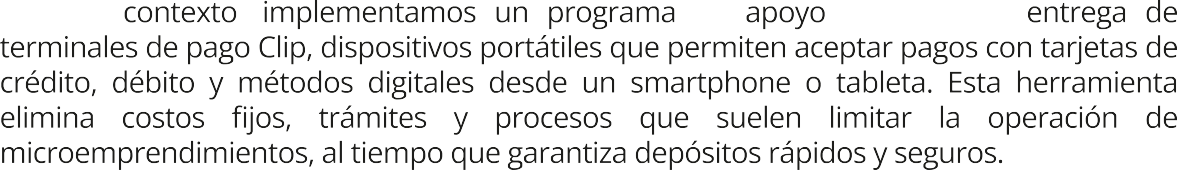 contexto implementamos un programa apoyo entrega de
terminales de pago Clip, dispositivos portátiles que permiten aceptar pagos con tarjetas de
crédito, débito y métodos digitales desde un smartphone o tableta. Esta herramienta
elimina costos fijos, trámites y procesos que suelen limitar la operación de
microemprendimientos, al tiempo que garantiza depósitos rápidos y seguros.